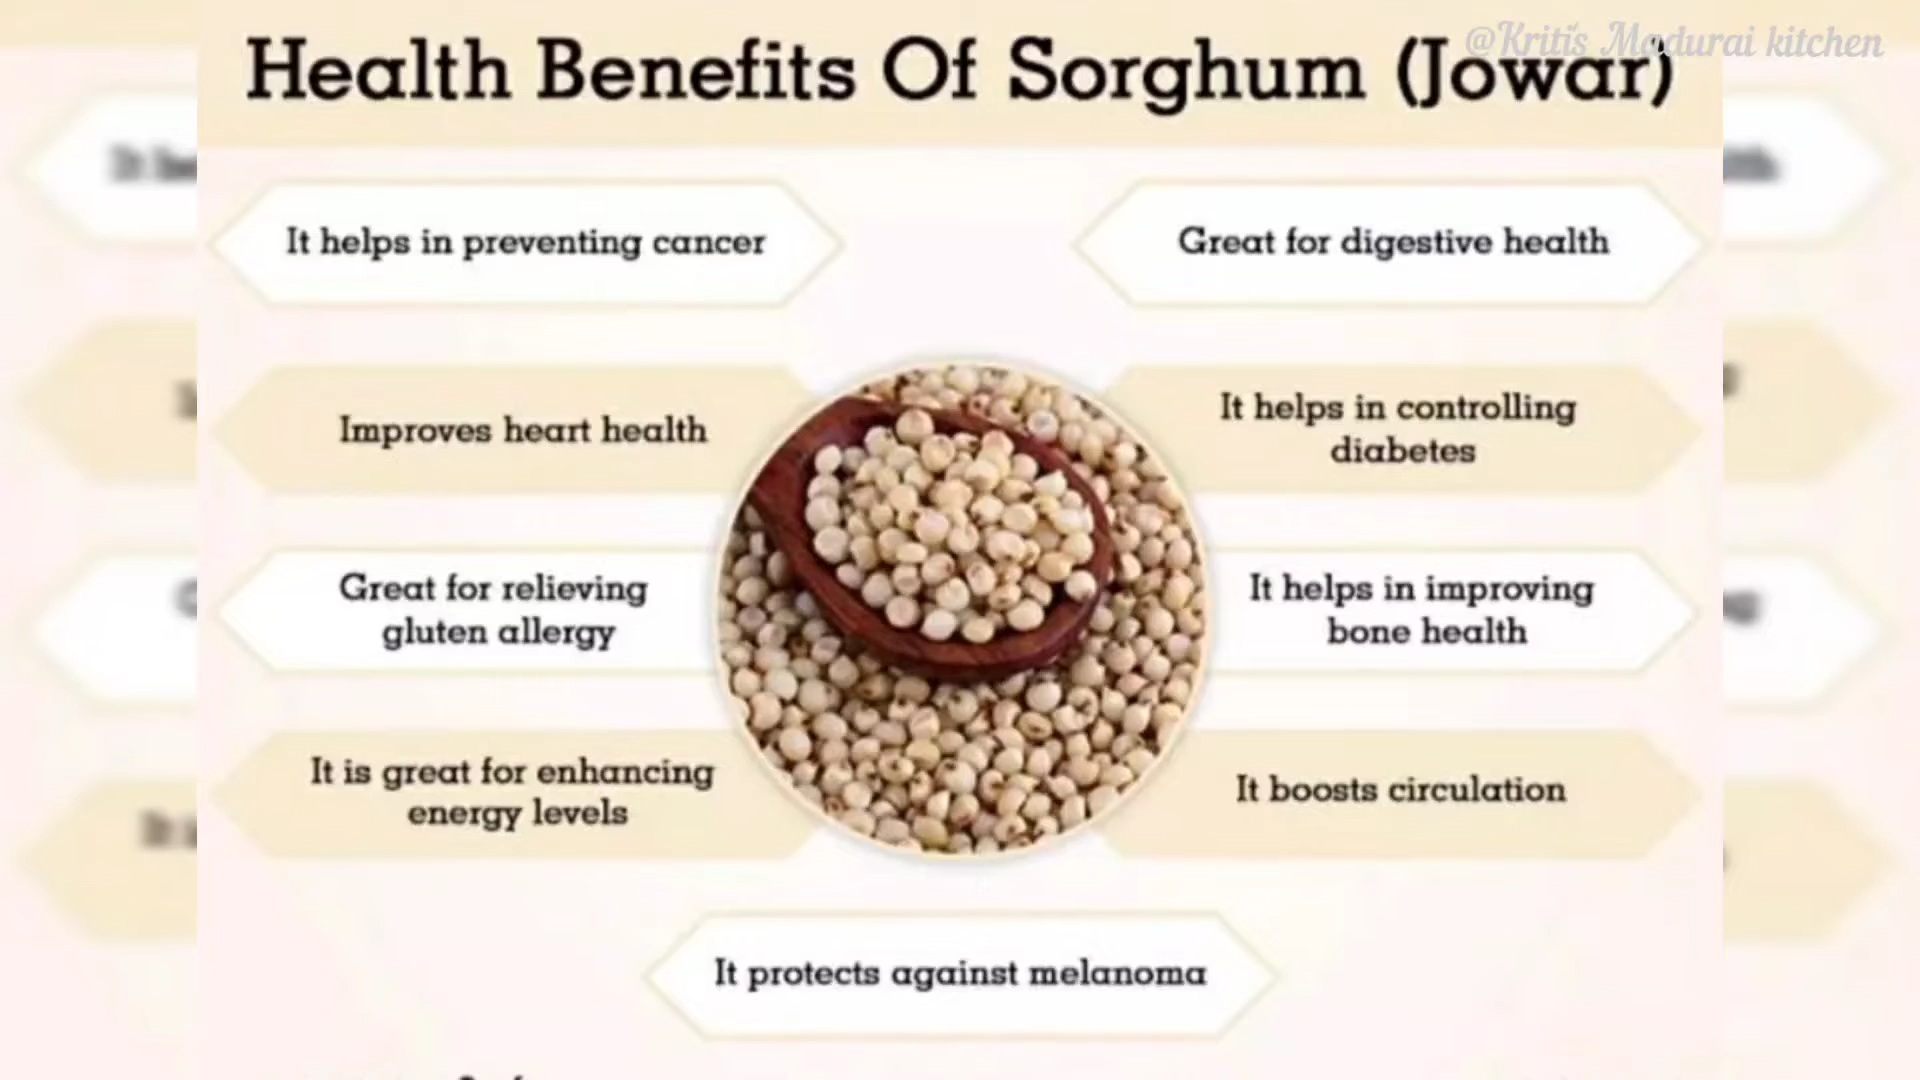 @Kritis Madurai kitchen
Health Benefits Of Sorghum (Jowar)
It helps in preventing cancer
Great for digestive health
Improves heart health
It helps in controlling
diabetes
Great for relieving
gluten allergy
It helps in improving
bone health
It is great for enhancing
energy levels
It boosts circulation
It protects against melanoma